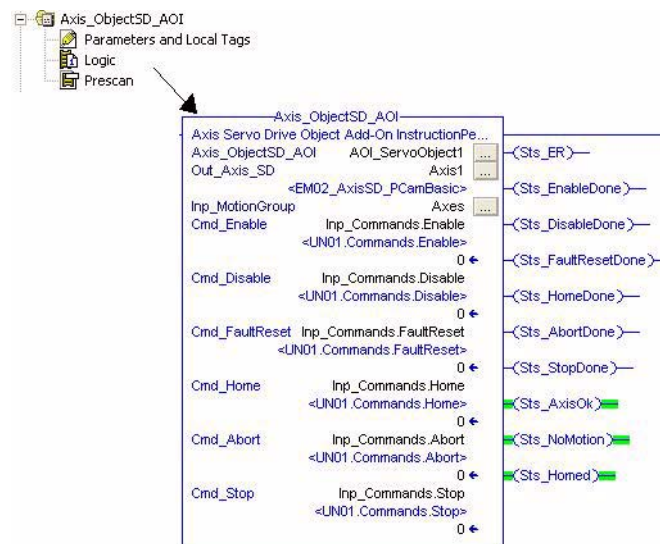 Axis_ObjectSD_AOI
Parameters and Local Tags
Logic
Prescan
Axis_ObjectSD_AOI
Axis Servo Drive Object Add-On InstructionPe...
Axis_ObjectSD_AOI AOI_ServoObject1 ...
(Sts_ER)
Out_Axis_SD Axis1 ...
<EM02_AxisSD_PCamBasic>
(Sts_EnableDone)
Inp_MotionGroup Axes ...
Cmd_Enable Inp_Commands.Enable
(Sts_DisableDone)
<UN01.Commands.Enable>
0
(Sts_FaultResetDone)
Cmd_Disable Inp_Commands.Disable
<UN01.Commands.Disable>
(Sts_HomeDone)
0
Cmd_FaultReset Inp_Commands.FaultReset
(Sts_AbortDone)
<UN01.Commands.FaultReset>
0
(Sts_StopDone)
Cmd_Home Inp_Commands.Home
<UN01.Commands.Home>
(Sts_AxisOk)
0
Cmd_Abort Inp_Commands.Abort
(Sts_NoMotion)
<UN01.Commands.Abort>
0
(Sts_Homed)
Cmd_Stop Inp_Commands.Stop
<UN01.Commands.Stop>
0